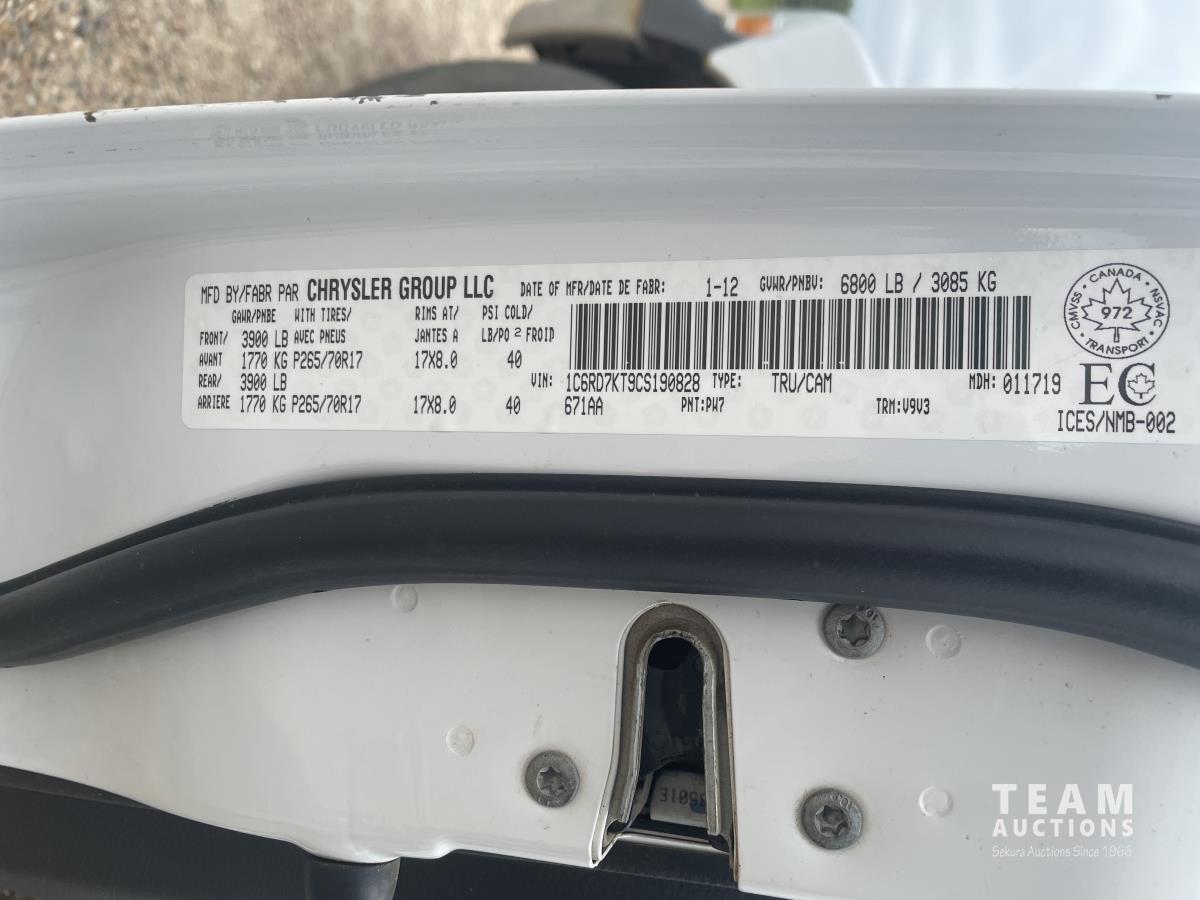 MFD BY/FABR PAR CHRYSLER GROUP LLC DATE OF MFR/DATE DE FABR: 1-12 GVWR/PNBV: 6800 LB / 3085 KG
GAWR/PNBE WITH TIRES/ RIMS AT/ PSI COLD/
FRONT/ 3900 LB AVEC PNEUS JANTES A LB/PO² FROID
AVANT 1770 KG P265/70R17 17X8.0 40
REAR/ 3900 LB VIN: 1C6RD7KT9CS190828 TYPE: TRU/CAM MDH: 011719
ARRIERE 1770 KG P265/70R17 17X8.0 40 671AA PNT:PW7 TRM:V9V3
CANADA
CMVSS 972 NSVAC
TRANSPORT
EC
ICES/NMB-002
3501E
TEAM
AUCTIONS
Sekura Auctions Since 1966